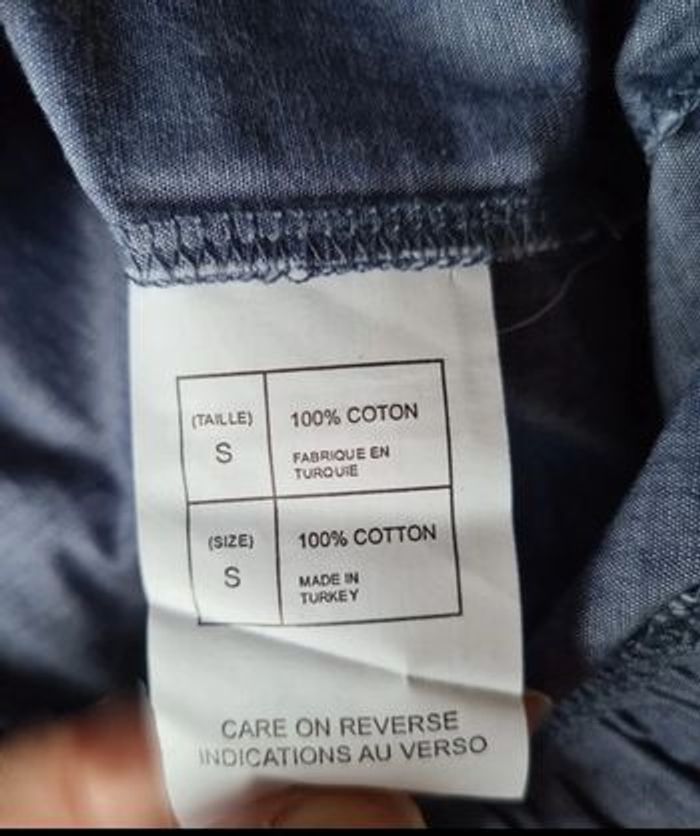 (TAILLE)
S
100% COTON
FABRIQUE EN
TURQUIE
(SIZE)
S
100% COTTON
MADE IN
TURKEY
CARE ON REVERSE
INDICATIONS AU VERSO